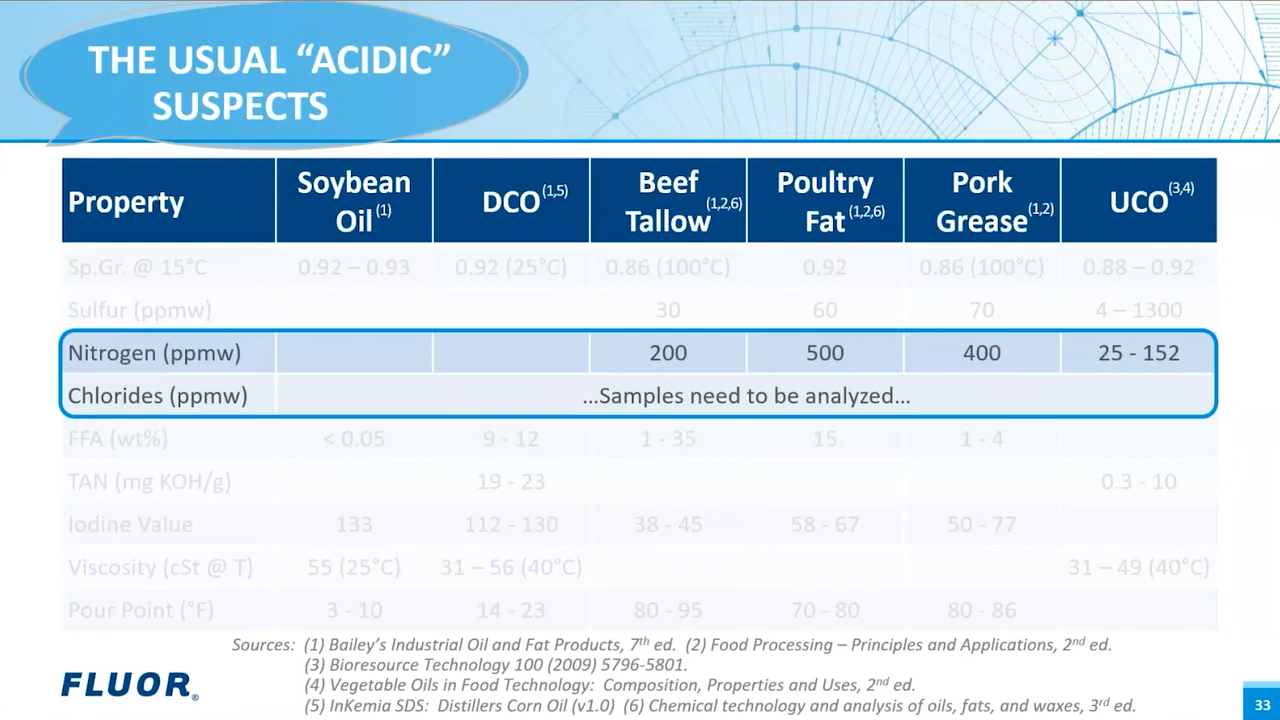 THE USUAL “ACIDIC”
SUSPECTS
Property Soybean Oil (1) DCO (1,5) Beef Tallow (1,2,6) Poultry Fat (1,2,6) Pork Grease (1,2) UCO (3,4)
Sp.Gr. @ 15°C 0.92 – 0.93 0.92 (25°C) 0.86 (100°C) 0.92 0.86 (100°C) 0.88 – 0.92
Sulfur (ppmw) 30 60 70 4 – 1300
Nitrogen (ppmw) 200 500 400 25 - 152
Chlorides (ppmw) ...Samples need to be analyzed...
FFA (wt%) < 0.05 9 - 12 1 - 35 15 1 - 4
TAN (mg KOH/g) 19 - 23 0.3 - 10
Iodine Value 133 112 - 130 38 - 45 58 - 67 50 - 77
Viscosity (cSt @ T) 55 (25°C) 31 – 56 (40°C) 31 – 49 (40°C)
Pour Point (°F) 3 - 10 14 - 23 80 - 95 70 - 80 80 - 86
Sources: (1) Bailey’s Industrial Oil and Fat Products, 7th ed. (2) Food Processing – Principles and Applications, 2nd ed.
(3) Bioresource Technology 100 (2009) 5796-5801.
(4) Vegetable Oils in Food Technology: Composition, Properties and Uses, 2nd ed.
(5) InKemia SDS: Distillers Corn Oil (v1.0) (6) Chemical technology and analysis of oils, fats, and waxes, 3rd ed.
FLUOR®
33